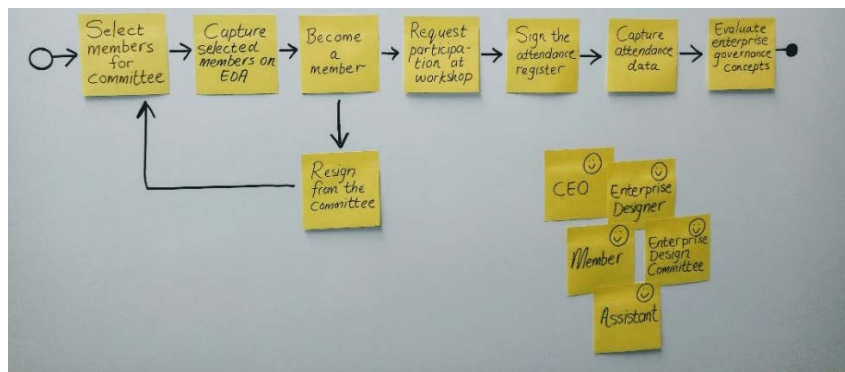 Select
members
for
committee
Capture
selected
members on
EDA
Become
a
member
Request
participa-
tion at
workshop
Sign the
attendance
register
Capture
attendance
data
Evaluate
enterprise
governance
concepts
Resign
from the
committee
CEO
Enterprise
Designer
Member
Enterprise
Design
Committee
Assistant